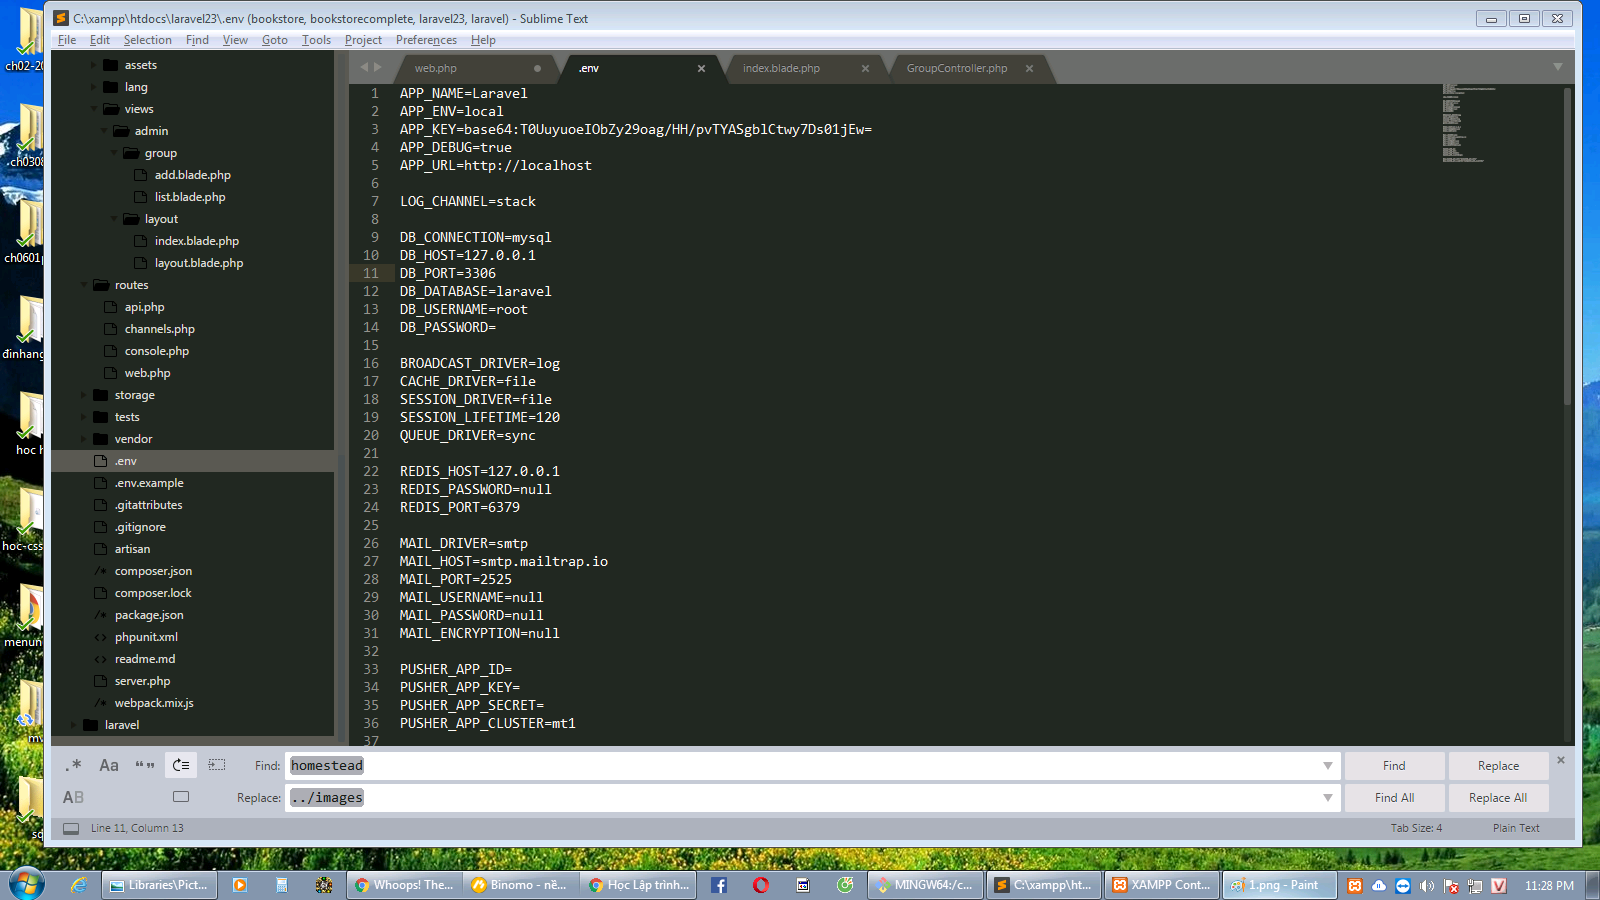 C:\xampp\htdocs\laravel23\.env (bookstore, bookstorecomplete, laravel23, laravel) - Sublime Text
File Edit Selection Find View Goto Tools Project Preferences Help
web.php .env index.blade.php GroupController.php
assets
lang
views
admin
group
add.blade.php
list.blade.php
layout
index.blade.php
layout.blade.php
routes
api.php
channels.php
console.php
web.php
storage
tests
vendor
.env
.env.example
.gitattributes
.gitignore
artisan
composer.json
composer.lock
package.json
phpunit.xml
readme.md
server.php
webpack.mix.js
laravel
1 APP_NAME=Laravel
2 APP_ENV=local
3 APP_KEY=base64:T0UuyuoeIObZy29oag/HH/pvTYASgblCtwy7Ds01jEw=
4 APP_DEBUG=true
5 APP_URL=http://localhost
6
7 LOG_CHANNEL=stack
8
9 DB_CONNECTION=mysql
10 DB_HOST=127.0.0.1
11 DB_PORT=3306
12 DB_DATABASE=laravel
13 DB_USERNAME=root
14 DB_PASSWORD=
15
16 BROADCAST_DRIVER=log
17 CACHE_DRIVER=file
18 SESSION_DRIVER=file
19 SESSION_LIFETIME=120
20 QUEUE_DRIVER=sync
21
22 REDIS_HOST=127.0.0.1
23 REDIS_PASSWORD=null
24 REDIS_PORT=6379
25
26 MAIL_DRIVER=smtp
27 MAIL_HOST=smtp.mailtrap.io
28 MAIL_PORT=2525
29 MAIL_USERNAME=null
30 MAIL_PASSWORD=null
31 MAIL_ENCRYPTION=null
32
33 PUSHER_APP_ID=
34 PUSHER_APP_KEY=
35 PUSHER_APP_SECRET=
36 PUSHER_APP_CLUSTER=mt1
37
.* Aa “” Find: homestead Find Replace
AB Replace: ../images Find All Replace All
Line 11, Column 13 Tab Size: 4 Plain Text
ch02-20
ch0308
ch0601
đinhang
hoc h
hoc-css
menun
Libraries\Pict... Whoops! The... Binomo - nề... Học Lập trình... MINGW64:/c... C:\xampp\ht... XAMPP Cont... 1.png - Paint 11:28 PM